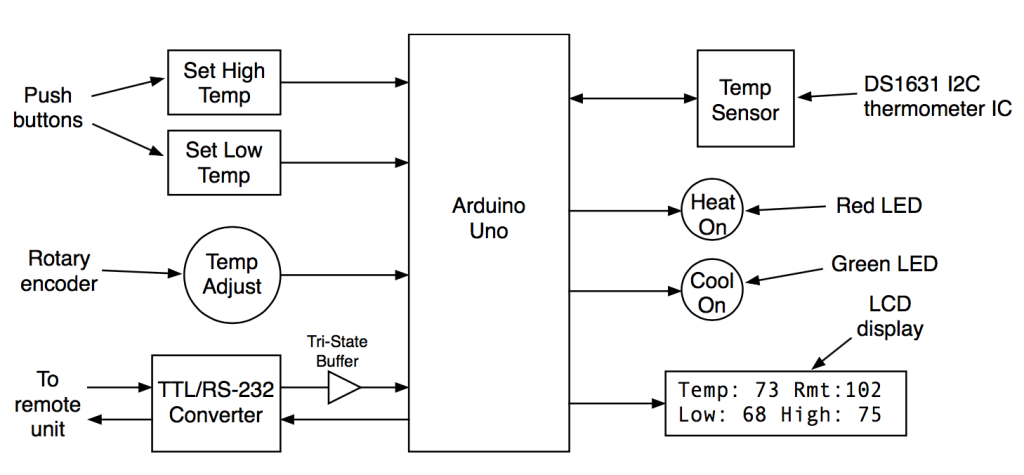 Push
buttons
Set High
Temp
Set Low
Temp
Rotary
encoder
Temp
Adjust
To
remote
unit
TTL/RS-232
Converter
Tri-State
Buffer
Arduino
Uno
Temp
Sensor
DS1631 I2C
thermometer IC
Heat
On
Red LED
Cool
On
Green LED
LCD
display
Temp: 73 Rmt:102
Low: 68 High: 75